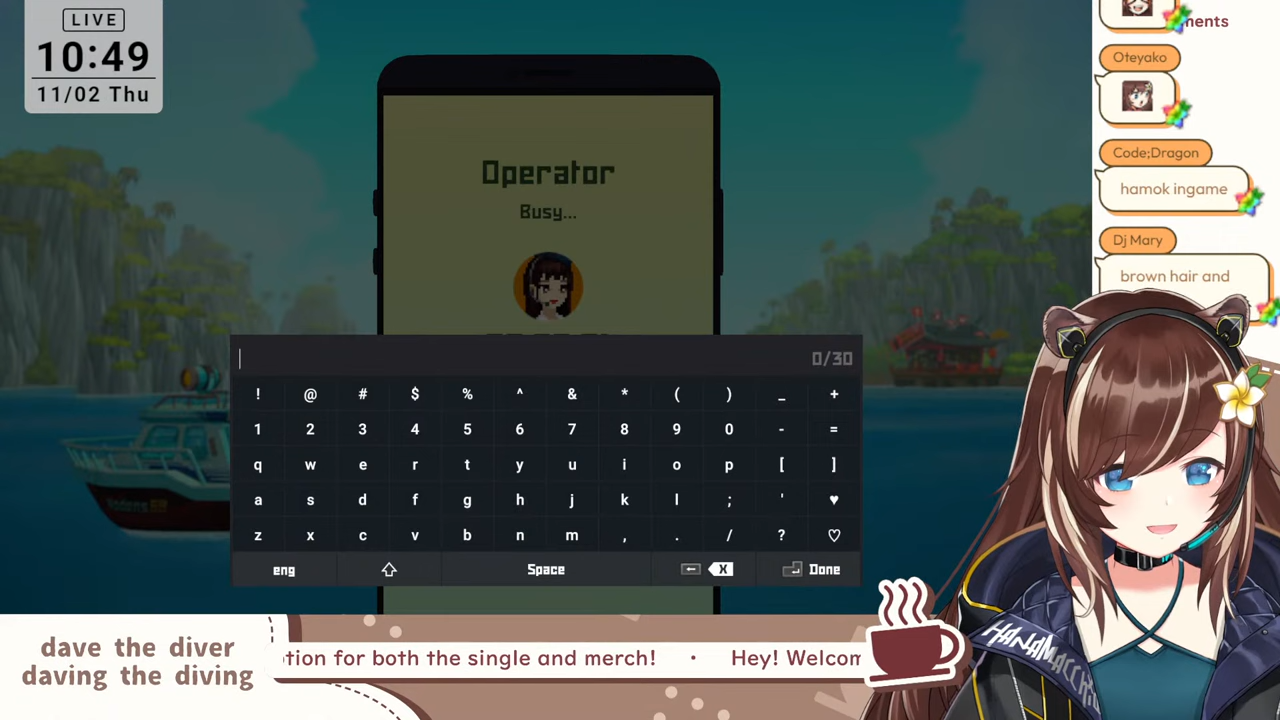 LIVE
10:49
11/02 Thu
Operator
Busy...
0/30
! @ # $ % ^ & * ( ) _ +
1 2 3 4 5 6 7 8 9 0 - =
q w e r t y u i o p [ ]
a s d f g h j k l ; ' ♥
z x c v b n m , . / ? ♡
eng Space X Done
ments
Oteyako
Code;Dragon
hamok ingame
Dj Mary
brown hair and
dave the diver
daving the diving
tion for both the single and merch! • Hey! Welcom